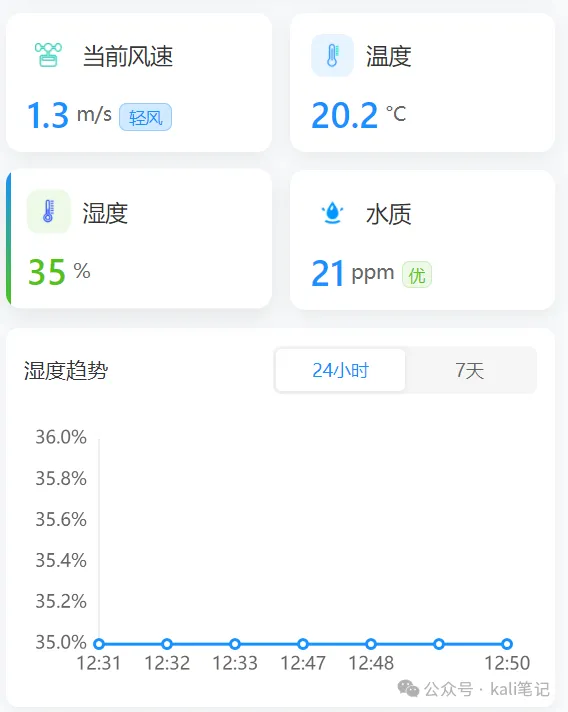 当前风速
1.3 m/s 轻风
温度
20.2 ℃
湿度
35 %
水质
21 ppm 优
湿度趋势
24小时
7天
36.0%
35.8%
35.6%
35.4%
35.2%
35.0%
12:31 12:32 12:33 12:47 12:48 12:50
公众号 · kali笔记